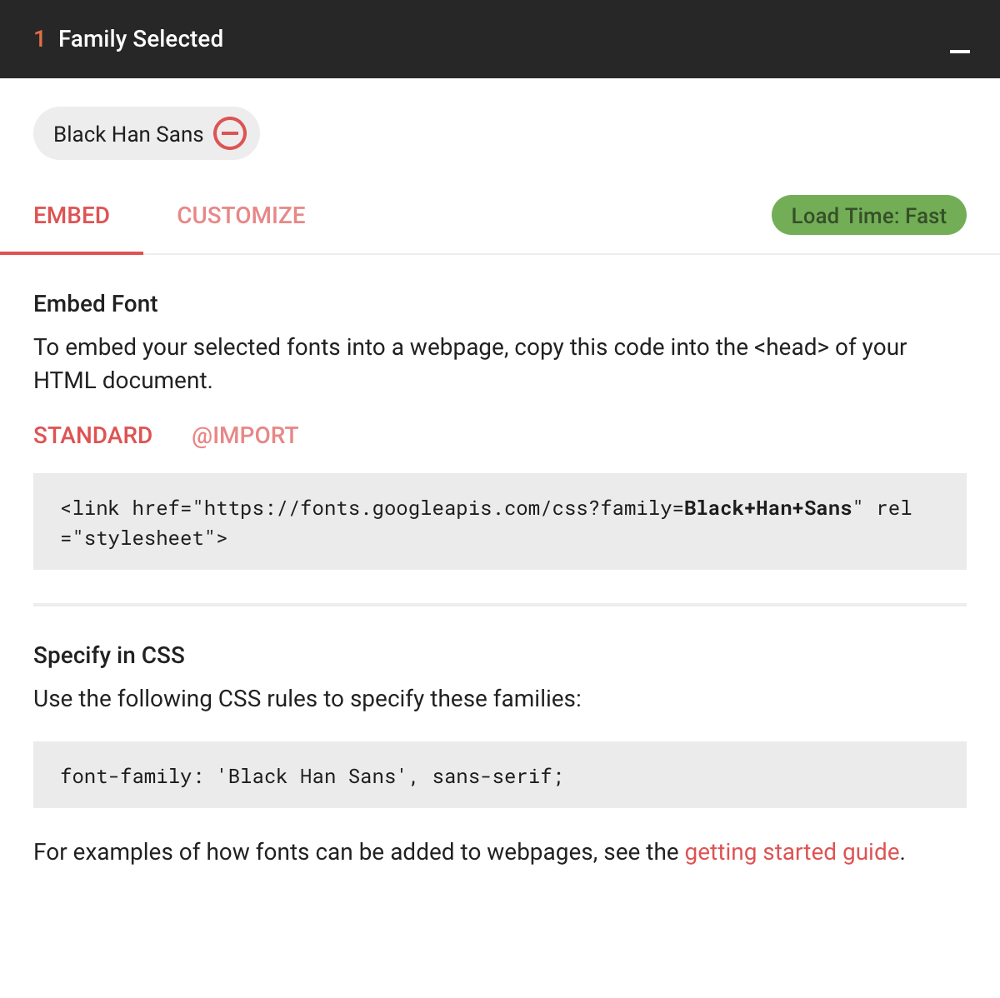 1 Family Selected
Black Han Sans
EMBED CUSTOMIZE Load Time: Fast
Embed Font
To embed your selected fonts into a webpage, copy this code into the <head> of your
HTML document.
STANDARD @IMPORT
<link href="https://fonts.googleapis.com/css?family=Black+Han+Sans" rel
="stylesheet">
Specify in CSS
Use the following CSS rules to specify these families:
font-family: 'Black Han Sans', sans-serif;
For examples of how fonts can be added to webpages, see the getting started guide.